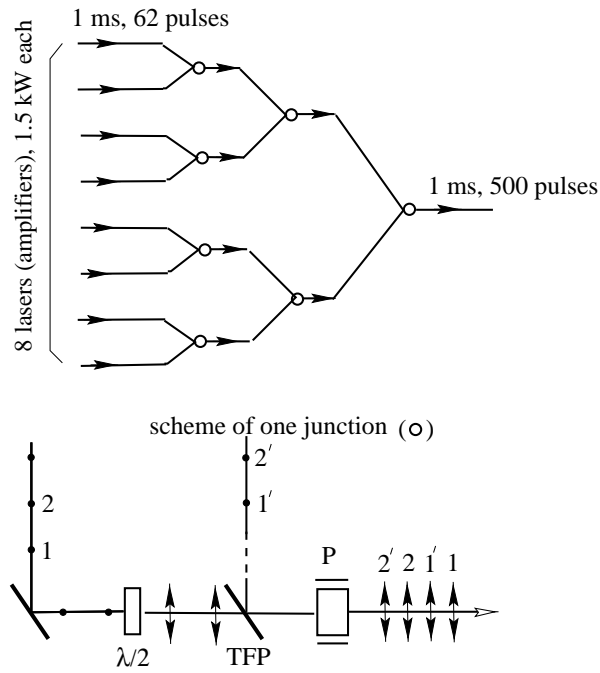 1 ms, 62 pulses
8 lasers (amplifiers), 1.5 kW each
1 ms, 500 pulses
scheme of one junction (o)
2'
2
1'
1
P
2' 2 1' 1
λ/2
TFP